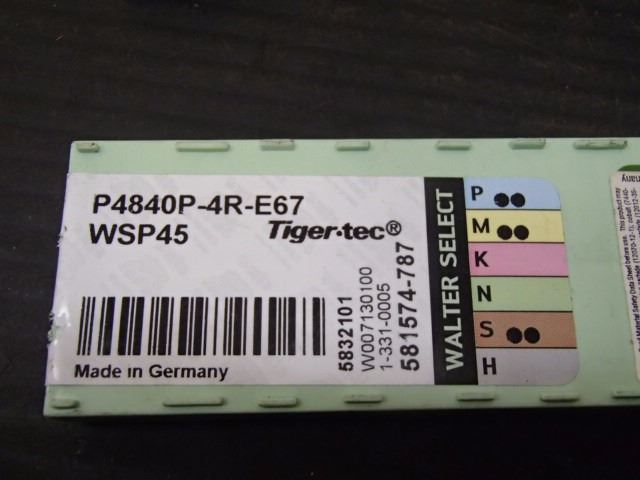 P4840P-4R-E67
WSP45
Tiger·tec®
Made in Germany
5832101
W007130100
1-331-0005
581574-787
WALTER SELECT
P
M
K
N
S
H